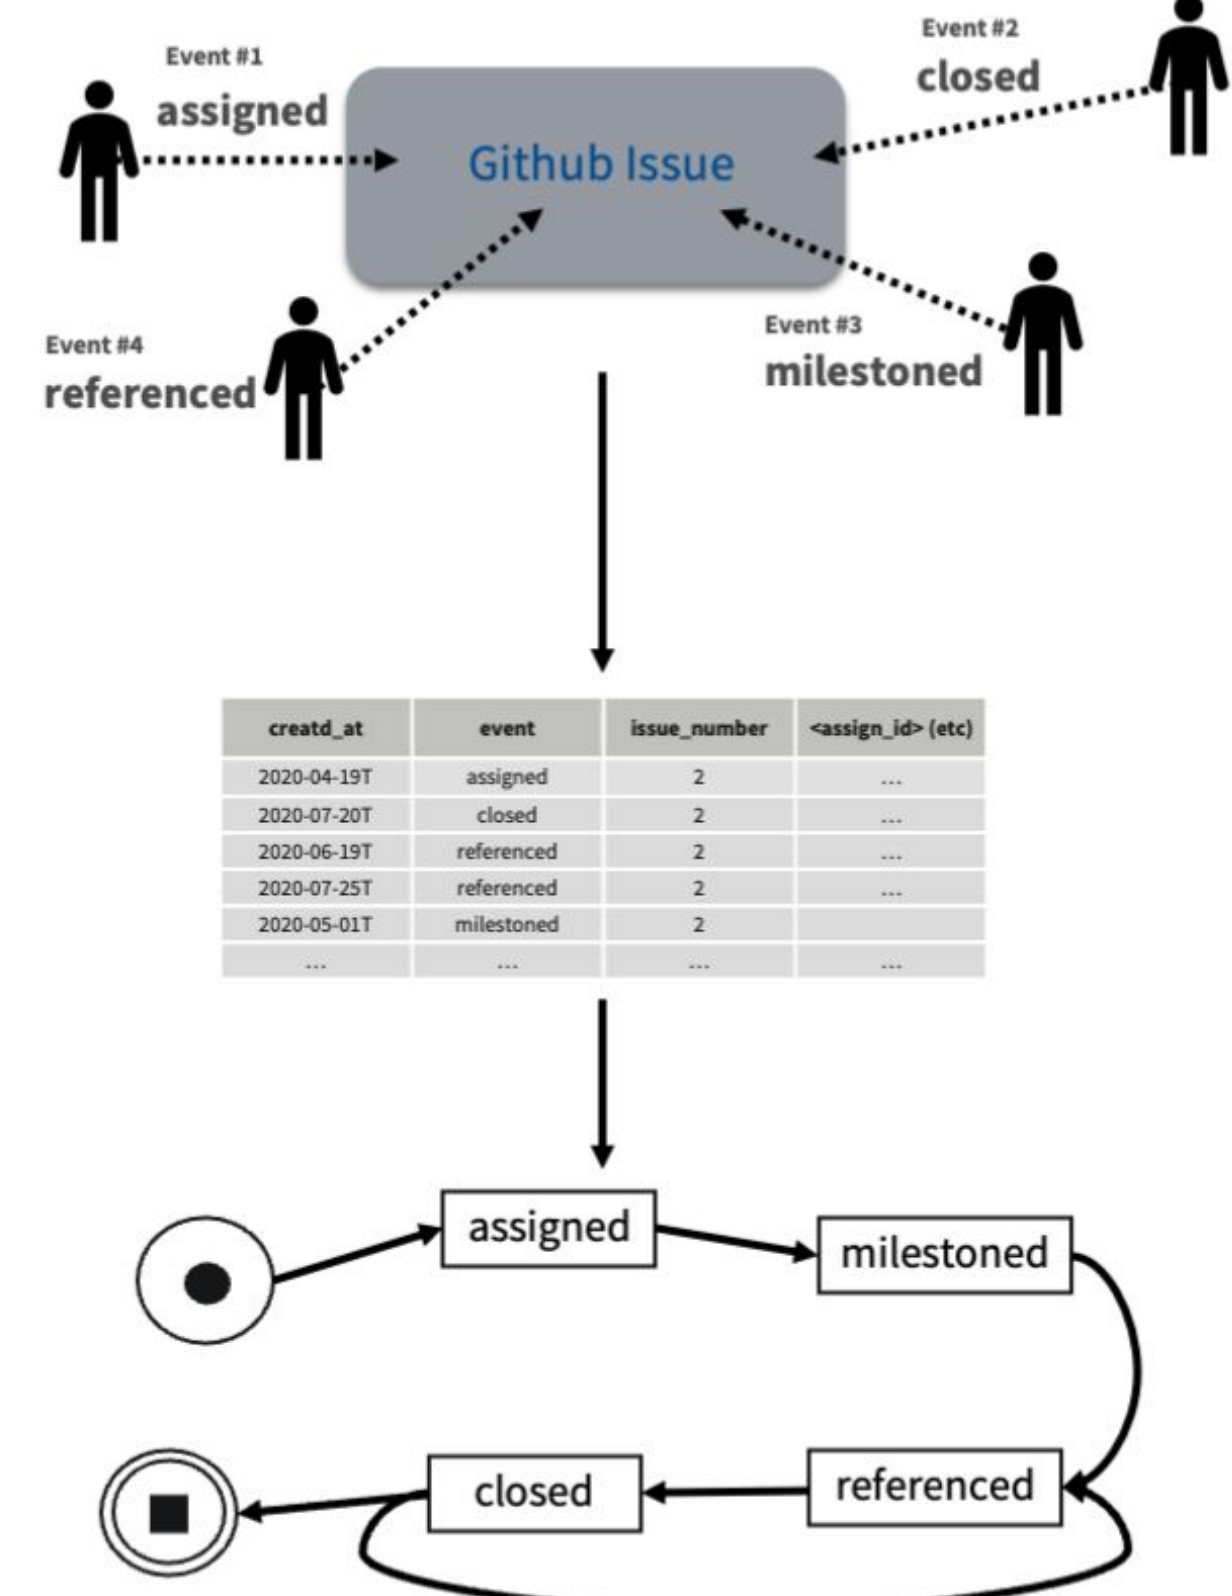 Event #1
assigned
Event #2
closed
Github Issue
Event #4
referenced
Event #3
milestoned
creatd_at event issue_number <assign_id> (etc)
2020-04-19T assigned 2 ...
2020-07-20T closed 2 ...
2020-06-19T referenced 2 ...
2020-07-25T referenced 2 ...
2020-05-01T milestoned 2
... ... ... ...
assigned
milestoned
closed
referenced